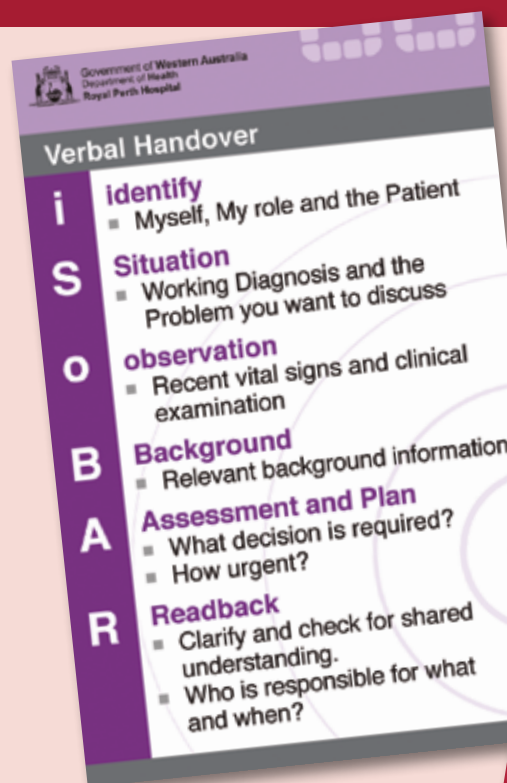 Government of Western Australia
Department of Health
Royal Perth Hospital
Verbal Handover
i identify
Myself, My role and the Patient
S Situation
Working Diagnosis and the
Problem you want to discuss
o observation
Recent vital signs and clinical
examination
B Background
Relevant background information
A Assessment and Plan
What decision is required?
How urgent?
R Readback
Clarify and check for shared
understanding.
Who is responsible for what
and when?